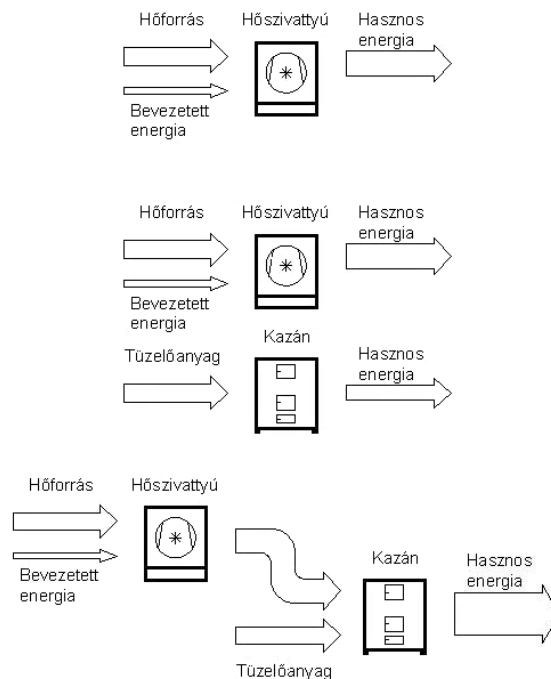 Hőforrás
Hőszivattyú
Hasznos
energia
Bevezetett
energia
Hőforrás
Hőszivattyú
Hasznos
energia
Bevezetett
energia
Kazán
Tüzelőanyag
Hasznos
energia
Hőforrás
Hőszivattyú
Bevezetett
energia
Kazán
Hasznos
energia
Tüzelőanyag